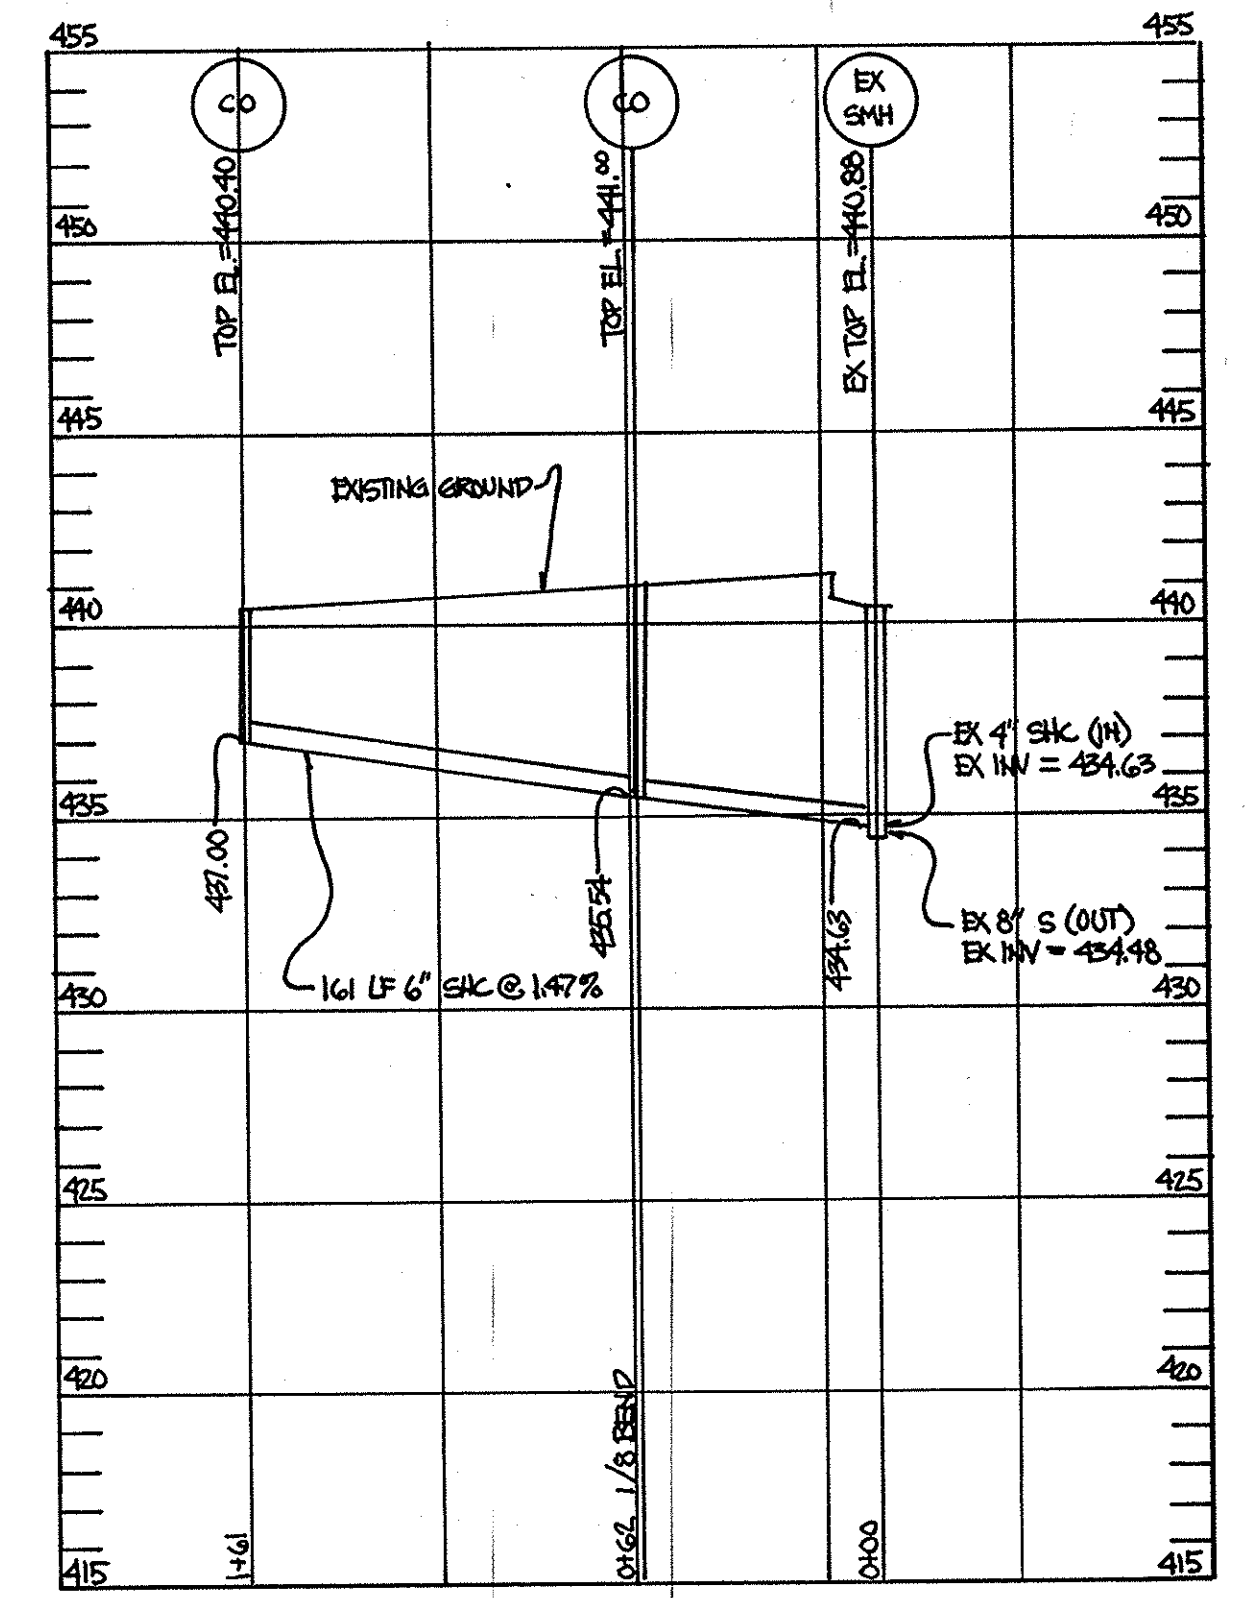 455
455
CO
CO
EX
SMH
TOP EL.=440.40
TOP EL.=441.00
EX TOP EL.=440.88
450
450
445
445
EXISTING GROUND
440
440
EX 4" SHC (IN)
EX INV = 434.63
435
435
437.00
435.54
434.63
EX 8" S (OUT)
EX INV = 434.48
161 LF 6" SHC @ 1.47%
430
430
425
425
420
420
1+61
0+62 1/8 BEND
0+00
415
415